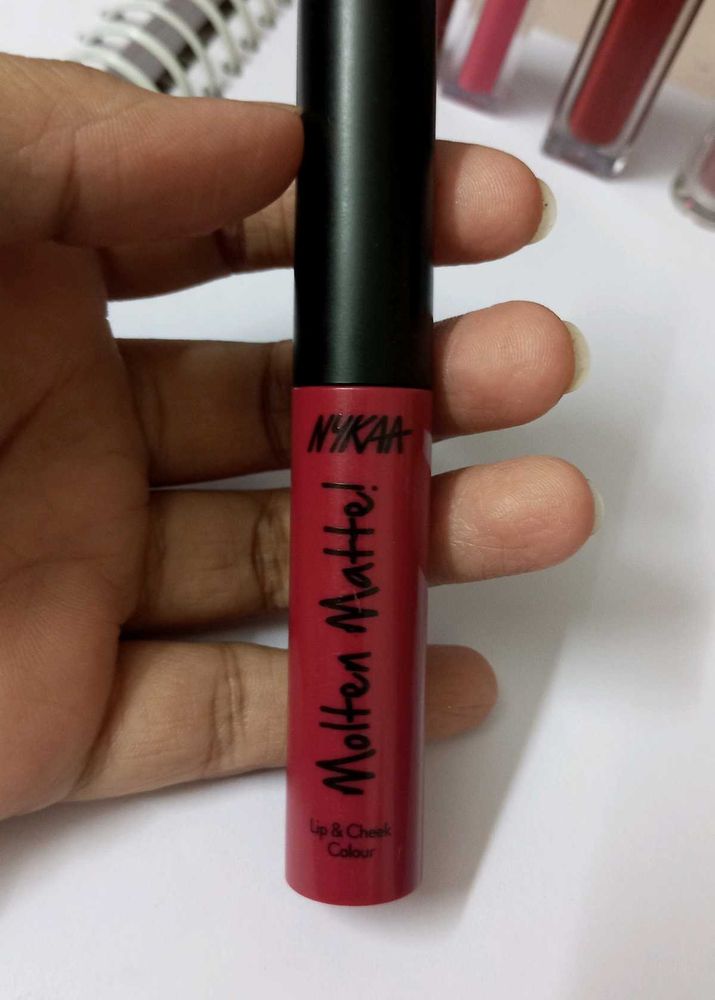 NYKAA
Molten Matte!
Lip & Cheek
Colour